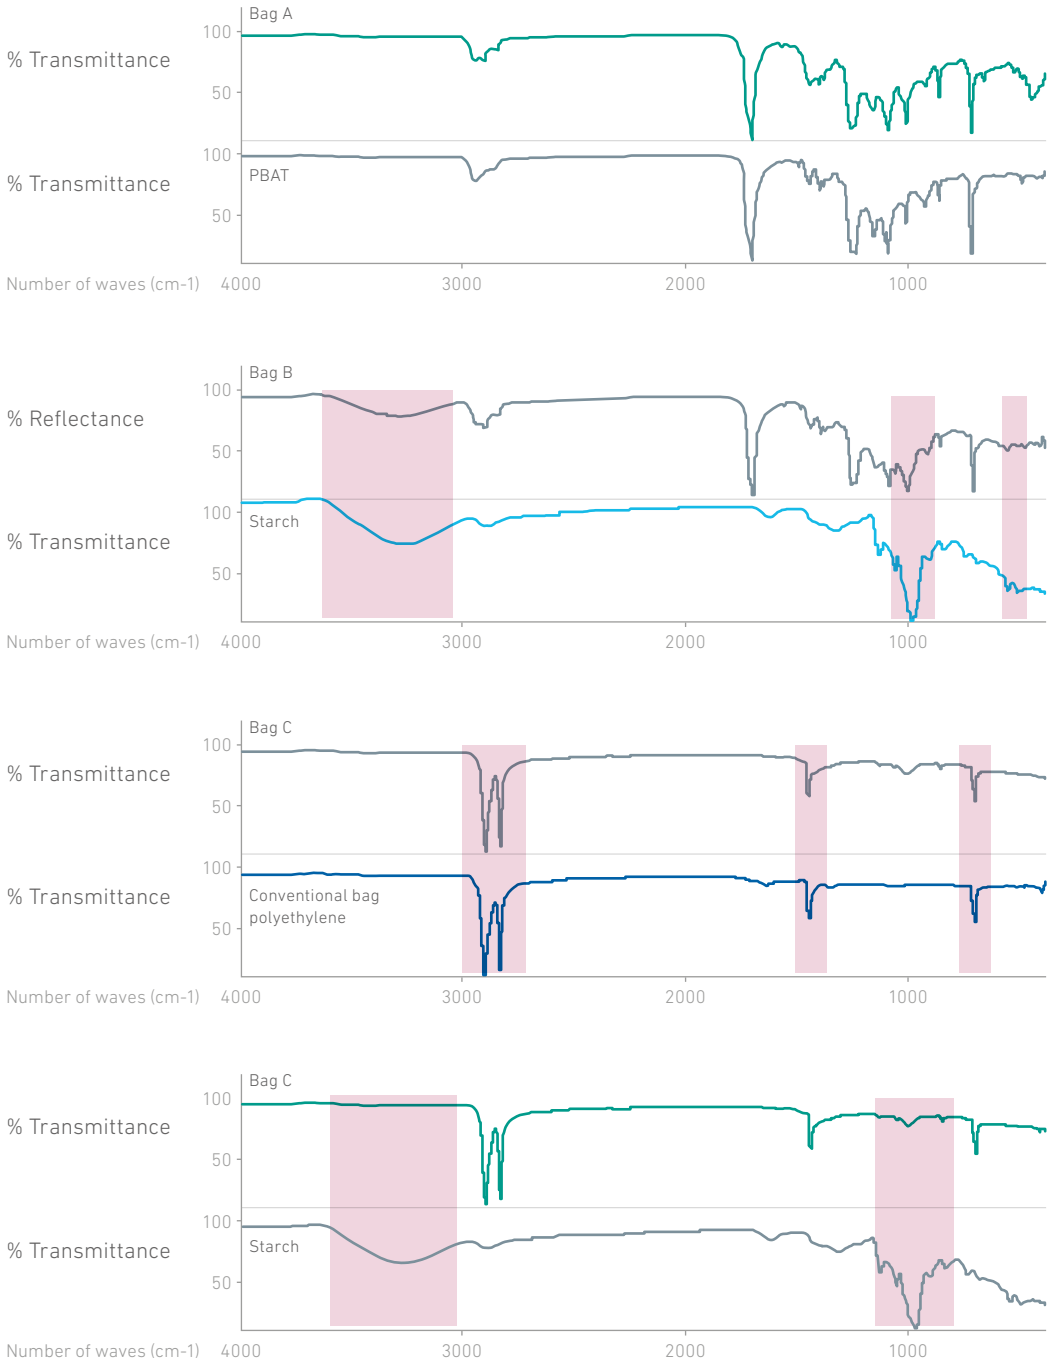 Bag A
100
% Transmittance
50
100
% Transmittance
PBAT
50
Number of waves (cm-1) 4000 3000 2000 1000
Bag B
100
% Reflectance
50
100
Starch
% Transmittance
50
Number of waves (cm-1) 4000 3000 2000 1000
Bag C
100
% Transmittance
50
100
% Transmittance
Conventional bag
polyethylene
50
Number of waves (cm-1) 4000 3000 2000 1000
Bag C
100
% Transmittance
50
100
% Transmittance
Starch
50
Number of waves (cm-1) 4000 3000 2000 1000